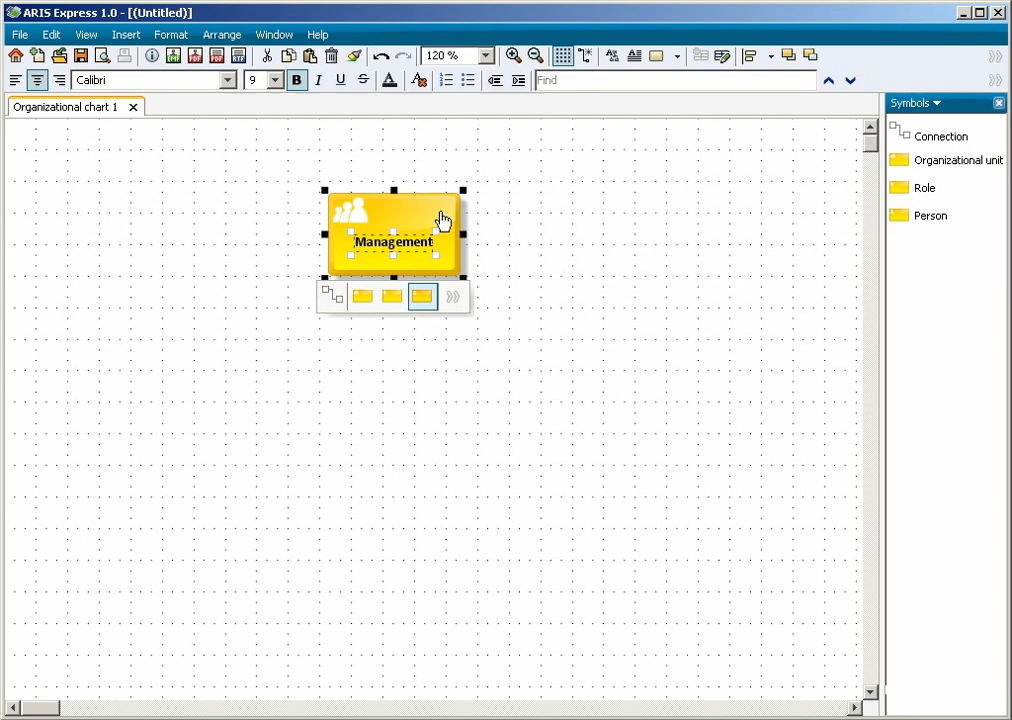 ARIS Express 1.0 - [(Untitled)]
File Edit View Insert Format Arrange Window Help
120 %
Calibri 9 B I U S A Find
Organizational chart 1
Symbols
Connection
Organizational unit
Role
Person
Management